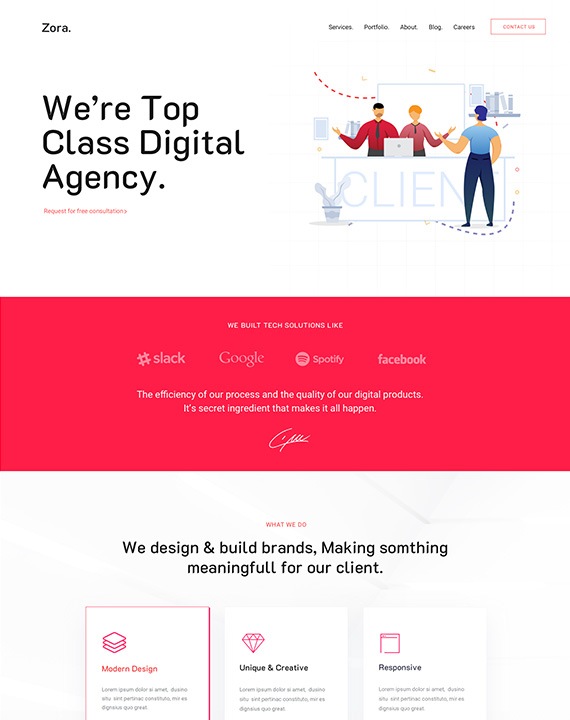 Zora.
Services. Portfolio. About. Blog. Careers CONTACT US
We're Top
Class Digital
Agency.
Request for free consultation>
CLIENT
WE BUILT TECH SOLUTIONS LIKE
slack Google Spotify facebook
The efficiency of our process and the quality of our digital products.
It's secret ingredient that makes it all happen.
WHAT WE DO
We design & build brands, Making somthing
meaningfull for our client.
Modern Design Unique & Creative Responsive
Lorem ipsum dolor si amet, dusino Lorem ipsum dolor si amet, dusino Lorem ipsum dolor si amet, dusino
situ sint pertinac constituto, mir es situ sint pertinac constituto, mir es situ sint pertinac constituto, mir es
dignisu quo great. dignisu quo great. dignisu quo great.